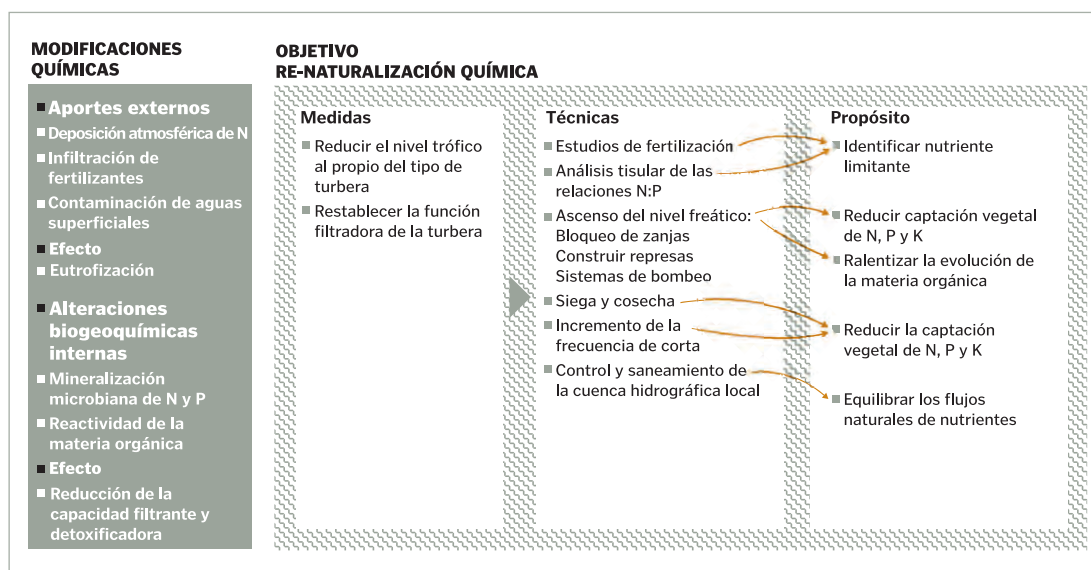 MODIFICACIONES
QUÍMICAS
Aportes externos
Deposición atmosférica de N
Infiltración de
fertilizantes
Contaminación de aguas
superficiales
Efecto
Eutrofización
Alteraciones
biogeoquímicas
internas
Mineralización
microbiana de N y P
Reactividad de la
materia orgánica
Efecto
Reducción de la
capacidad filtrante y
detoxificadora
OBJETIVO
RE-NATURALIZACIÓN QUÍMICA
Medidas
Reducir el nivel trófico
al propio del tipo de
turbera
Restablecer la función
filtradora de la turbera
Técnicas
Estudios de fertilización
Análisis tisular de las
relaciones N:P
Ascenso del nivel freático:
Bloqueo de zanjas
Construir represas
Sistemas de bombeo
Siega y cosecha
Incremento de la
frecuencia de corta
Control y saneamiento de
la cuenca hidrográfica local
Propósito
Identificar nutriente
limitante
Reducir captación vegetal
de N, P y K
Ralentizar la evolución de
la materia orgánica
Reducir la captación
vegetal de N, P y K
Equilibrar los flujos
naturales de nutrientes